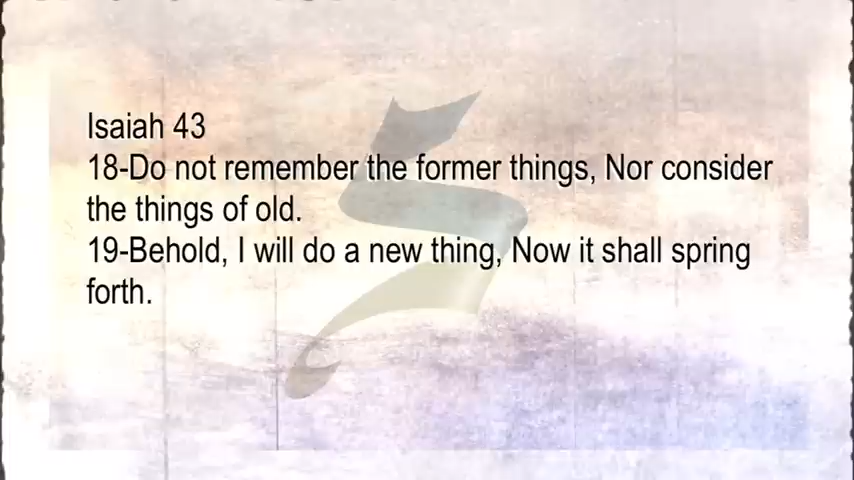 Isaiah 43
18-Do not remember the former things, Nor consider
the things of old.
19-Behold, I will do a new thing, Now it shall spring
forth.